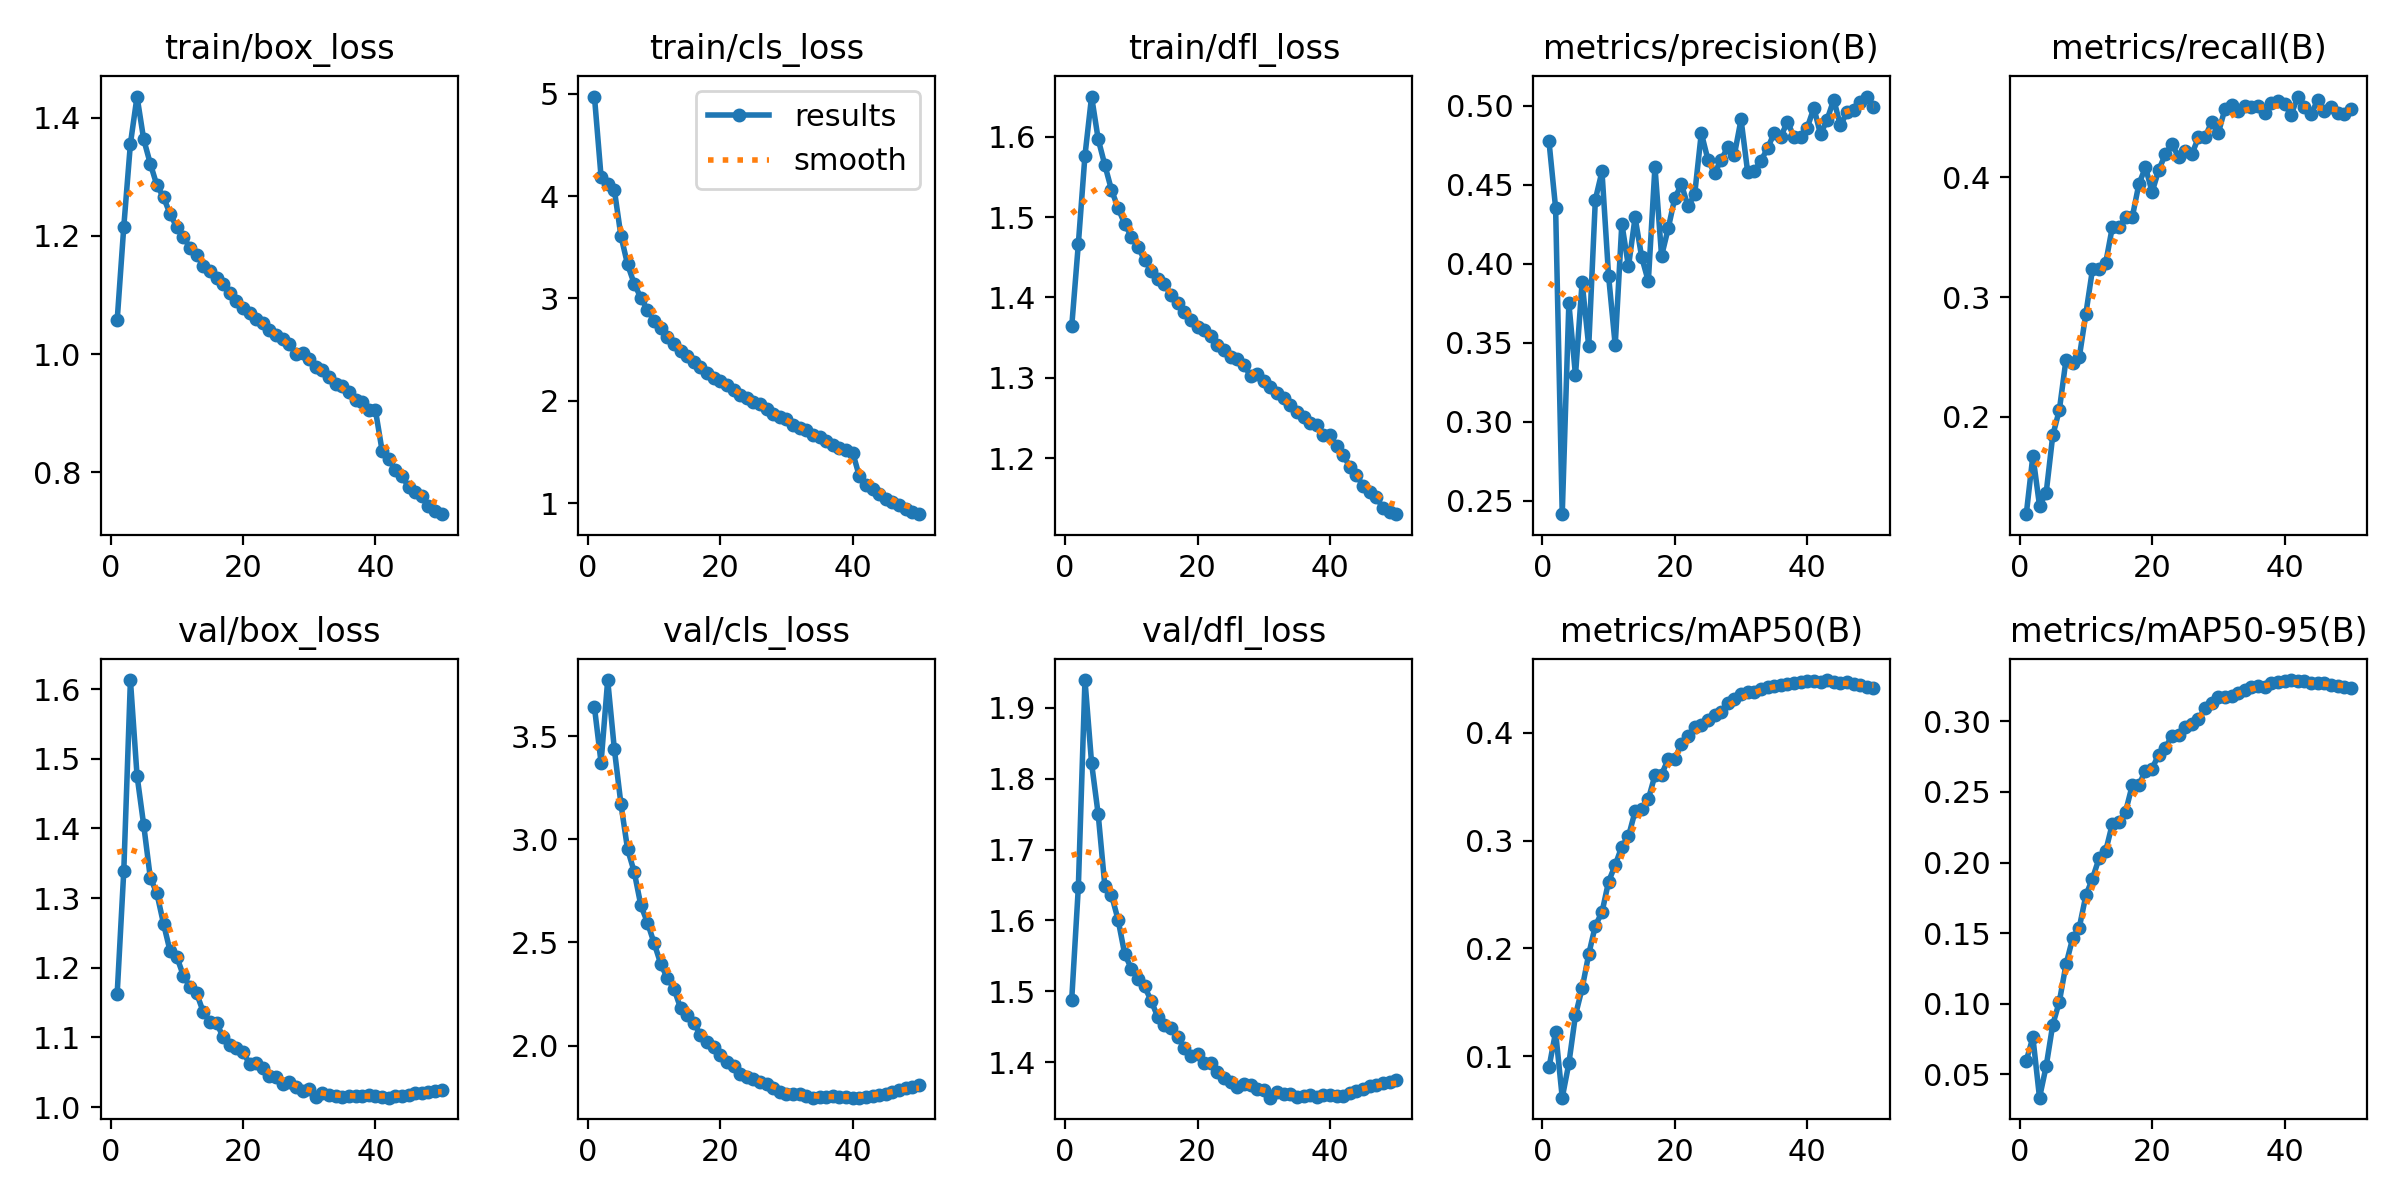 train/box_loss
1.4
1.2
1.0
0.8
0 20 40
train/cls_loss
results
smooth
5
4
3
2
1
0 20 40
train/dfl_loss
1.6
1.5
1.4
1.3
1.2
0 20 40
metrics/precision(B)
0.50
0.45
0.40
0.35
0.30
0.25
0 20 40
metrics/recall(B)
0.4
0.3
0.2
0 20 40
val/box_loss
1.6
1.5
1.4
1.3
1.2
1.1
1.0
0 20 40
val/cls_loss
3.5
3.0
2.5
2.0
0 20 40
val/dfl_loss
1.9
1.8
1.7
1.6
1.5
1.4
0 20 40
metrics/mAP50(B)
0.4
0.3
0.2
0.1
0 20 40
metrics/mAP50-95(B)
0.30
0.25
0.20
0.15
0.10
0.05
0 20 40